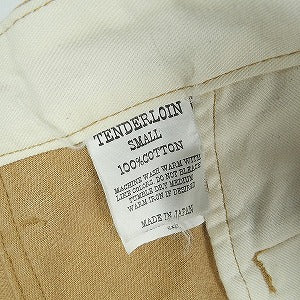 TENDERLOIN
SMALL
100%COTTON
MACHINE WASH WARM WITH
LIKE COLORS DO NOT BLEACH
TUMBLE DRY MEDIUM
WARM IRON IF DESIRED
MADE IN JAPAN